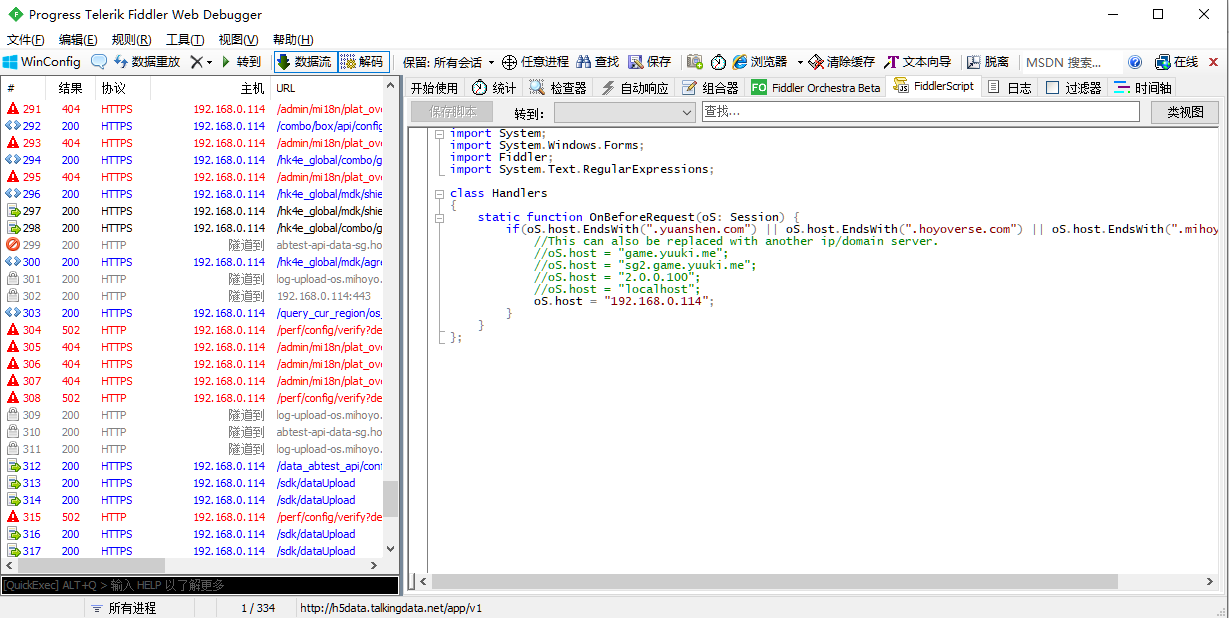 Progress Telerik Fiddler Web Debugger
文件(F) 编辑(E) 规则(R) 工具(T) 视图(V) 帮助(H)
WinConfig 数据重放 转到 数据流 解码 保留: 所有会话 任意进程 查找 保存 浏览器 清除缓存 文本向导 脱离 MSDN 搜索... 在线
# 结果 协议 主机 URL
291 404 HTTPS 192.168.0.114 /admin/mi18n/plat_ov
292 200 HTTPS 192.168.0.114 /combo/box/api/config
293 404 HTTPS 192.168.0.114 /admin/mi18n/plat_ov
294 200 HTTPS 192.168.0.114 /hk4e_global/combo/g
295 404 HTTPS 192.168.0.114 /admin/mi18n/plat_ov
296 200 HTTPS 192.168.0.114 /hk4e_global/mdk/shie
297 200 HTTPS 192.168.0.114 /hk4e_global/mdk/shie
298 200 HTTPS 192.168.0.114 /hk4e_global/combo/g
299 200 HTTP 隧道到 abtest-api-data-sg.ho
300 200 HTTPS 192.168.0.114 /hk4e_global/mdk/agre
301 200 HTTP 隧道到 log-upload-os.mihoyo.
302 200 HTTP 隧道到 192.168.0.114:443
303 200 HTTPS 192.168.0.114 /query_cur_region/os_
304 502 HTTP 192.168.0.114 /perf/config/verify?de
305 404 HTTPS 192.168.0.114 /admin/mi18n/plat_ov
306 404 HTTPS 192.168.0.114 /admin/mi18n/plat_ov
307 404 HTTPS 192.168.0.114 /admin/mi18n/plat_ov
308 502 HTTP 192.168.0.114 /perf/config/verify?de
309 200 HTTP 隧道到 log-upload-os.mihoyo.
310 200 HTTP 隧道到 abtest-api-data-sg.ho
311 200 HTTP 隧道到 log-upload-os.mihoyo.
312 200 HTTPS 192.168.0.114 /data_abtest_api/con
313 200 HTTPS 192.168.0.114 /sdk/dataUpload
314 200 HTTPS 192.168.0.114 /sdk/dataUpload
315 502 HTTP 192.168.0.114 /perf/config/verify?de
316 200 HTTPS 192.168.0.114 /sdk/dataUpload
317 200 HTTPS 192.168.0.114 /sdk/dataUpload
[QuickExec] ALT+Q > 输入 HELP 以了解更多
开始使用 统计 检查器 自动响应 组合器 FO Fiddler Orchestra Beta FiddlerScript 日志 过滤器 时间轴
保存脚本 转到: 查找... 类视图
import System;
import System.Windows.Forms;
import Fiddler;
import System.Text.RegularExpressions;
class Handlers
{
static function OnBeforeRequest(oS: Session) {
if(oS.host.EndsWith(".yuanshen.com") || oS.host.EndsWith(".hoyoverse.com") || oS.host.EndsWith(".mihoy
//This can also be replaced with another ip/domain server.
//oS.host = "game.yuuki.me";
//oS.host = "sg2.game.yuuki.me";
//oS.host = "2.0.0.100";
//oS.host = "localhost";
oS.host = "192.168.0.114";
}
}
};
所有进程 1 / 334 http://h5data.talkingdata.net/app/v1